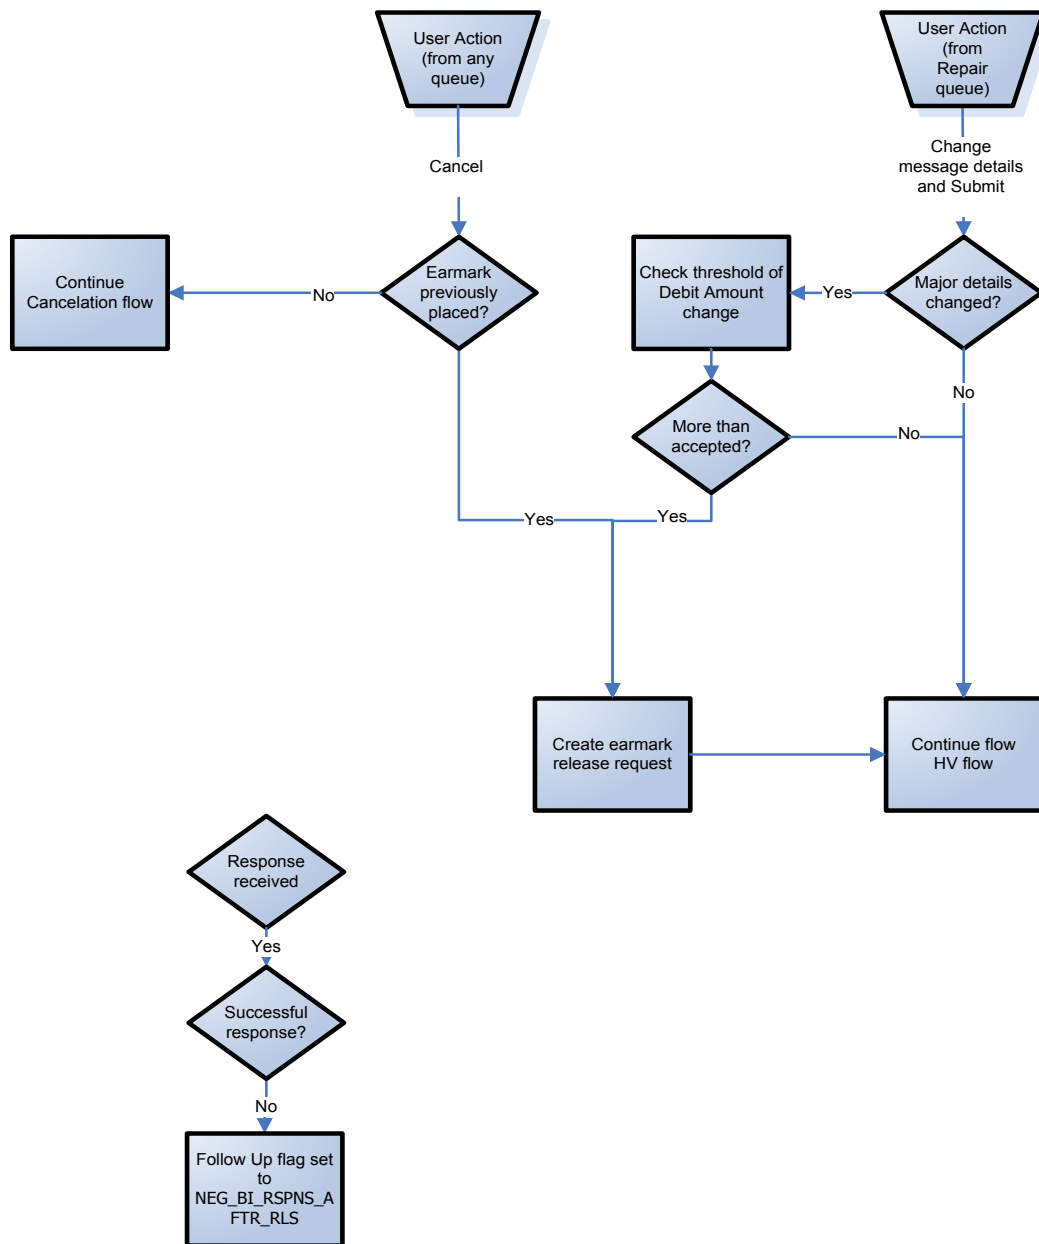 User Action
(from any
queue)
User Action
(from
Repair
queue)
Cancel
Change
message details
and Submit
Continue
Cancelation flow
No
Earmark
previously
placed?
Check threshold of
Debit Amount
change
Yes
Major details
changed?
No
More than
accepted?
No
Yes
Yes
Create earmark
release request
Continue flow
HV flow
Response
received
Yes
Successful
response?
No
Follow Up flag set
to
NEG_BI_RSPNS_A
FTR_RLS